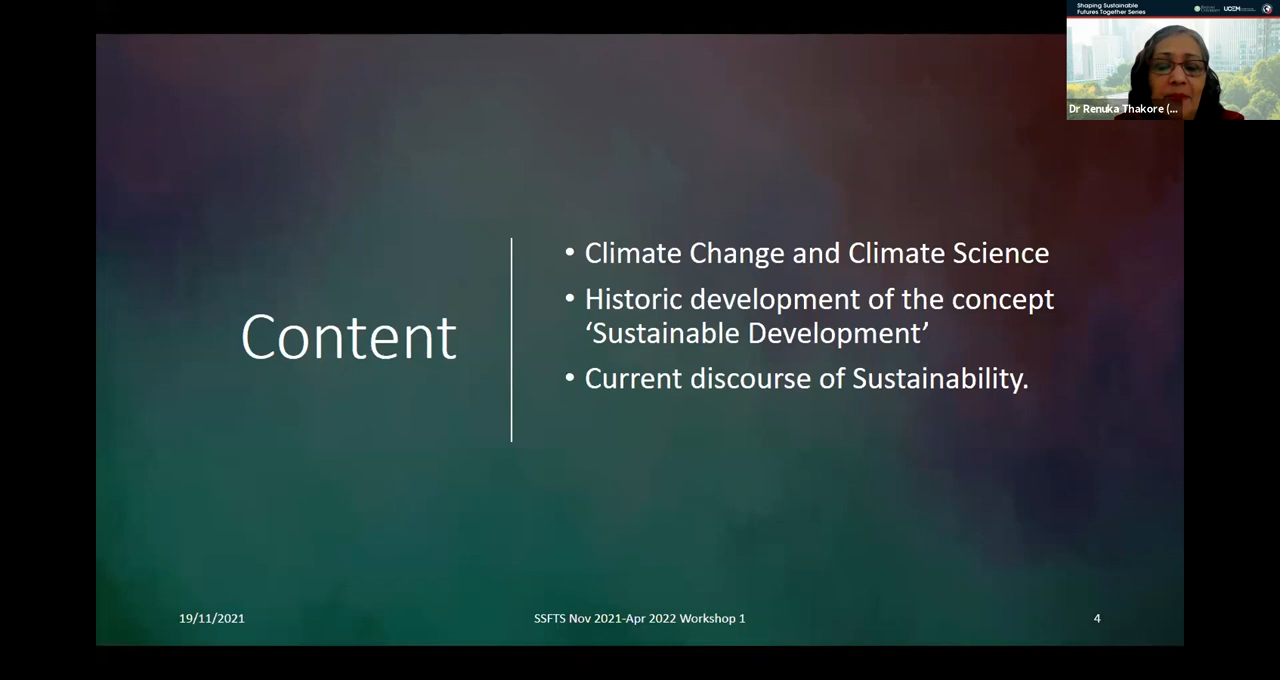 Shaping Sustainable
Futures Together Series
UCEM
Dr Renuka Thakore (...
Content
• Climate Change and Climate Science
• Historic development of the concept
‘Sustainable Development’
• Current discourse of Sustainability.
19/11/2021
SSFTS Nov 2021-Apr 2022 Workshop 1
4